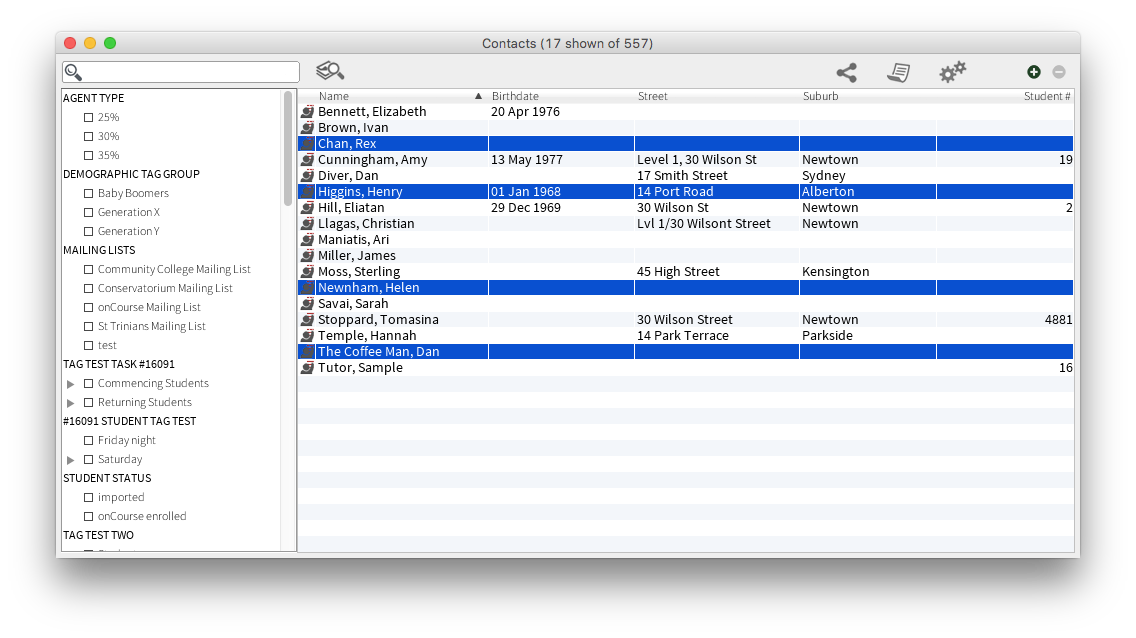 Contacts (17 shown of 557)
AGENT TYPE
25%
30%
35%
DEMOGRAPHIC TAG GROUP
Baby Boomers
Generation X
Generation Y
MAILING LISTS
Community College Mailing List
Conservatorium Mailing List
onCourse Mailing List
St Trinians Mailing List
test
TAG TEST TASK #16091
Commencing Students
Returning Students
#16091 STUDENT TAG TEST
Friday night
Saturday
STUDENT STATUS
imported
onCourse enrolled
TAG TEST TWO
Name Birthdate Street Suburb Student #
Bennett, Elizabeth 20 Apr 1976
Brown, Ivan
Chan, Rex
Cunningham, Amy 13 May 1977 Level 1, 30 Wilson St Newtown 19
Diver, Dan 17 Smith Street Sydney
Higgins, Henry 01 Jan 1968 14 Port Road Alberton
Hill, Eliatan 29 Dec 1969 30 Wilson St Newtown 2
Llagas, Christian Lvl 1/30 Wilsont Street Newtown
Maniatis, Ari
Miller, James
Moss, Sterling 45 High Street Kensington
Newnham, Helen
Savai, Sarah
Stoppard, Tomasina 30 Wilson Street Newtown 4881
Temple, Hannah 14 Park Terrace Parkside
The Coffee Man, Dan
Tutor, Sample 16